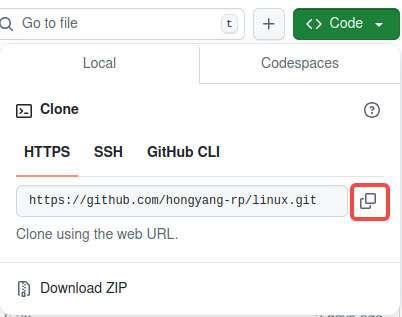 Go to file
t
Code
Local
Codespaces
Clone
HTTPS
SSH
GitHub CLI
https://github.com/hongyang-rp/linux.git
Clone using the web URL.
Download ZIP